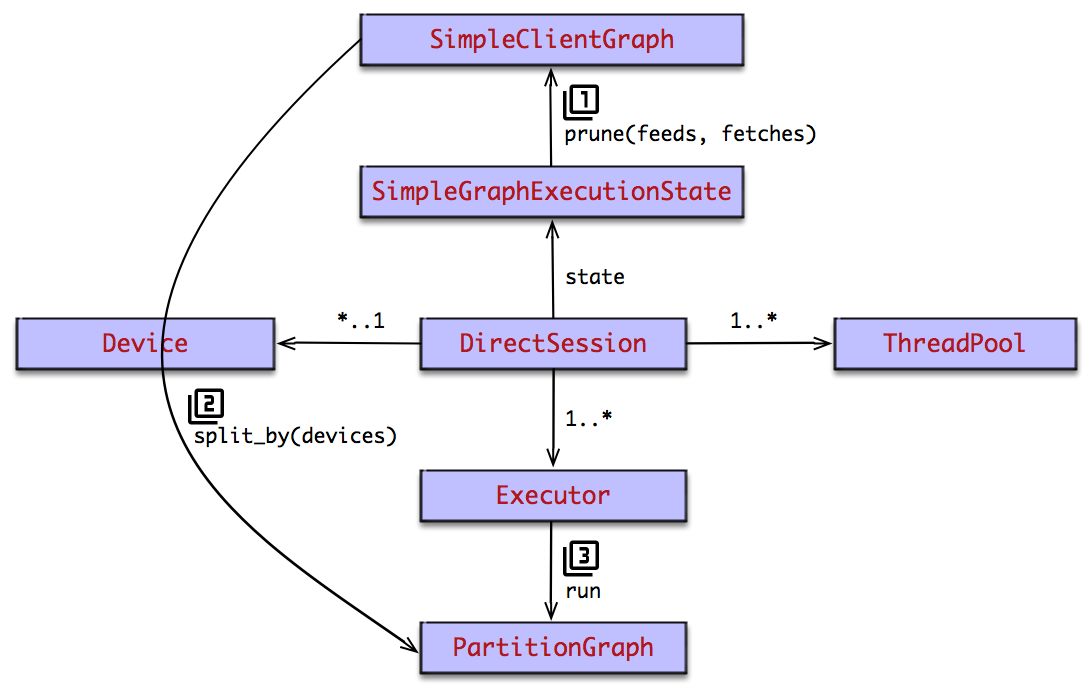 SimpleClientGraph
1
prune(feeds, fetches)
SimpleGraphExecutionState
state
*..1
1..*
Device
DirectSession
ThreadPool
2
split_by(devices)
1..*
Executor
3
run
PartitionGraph